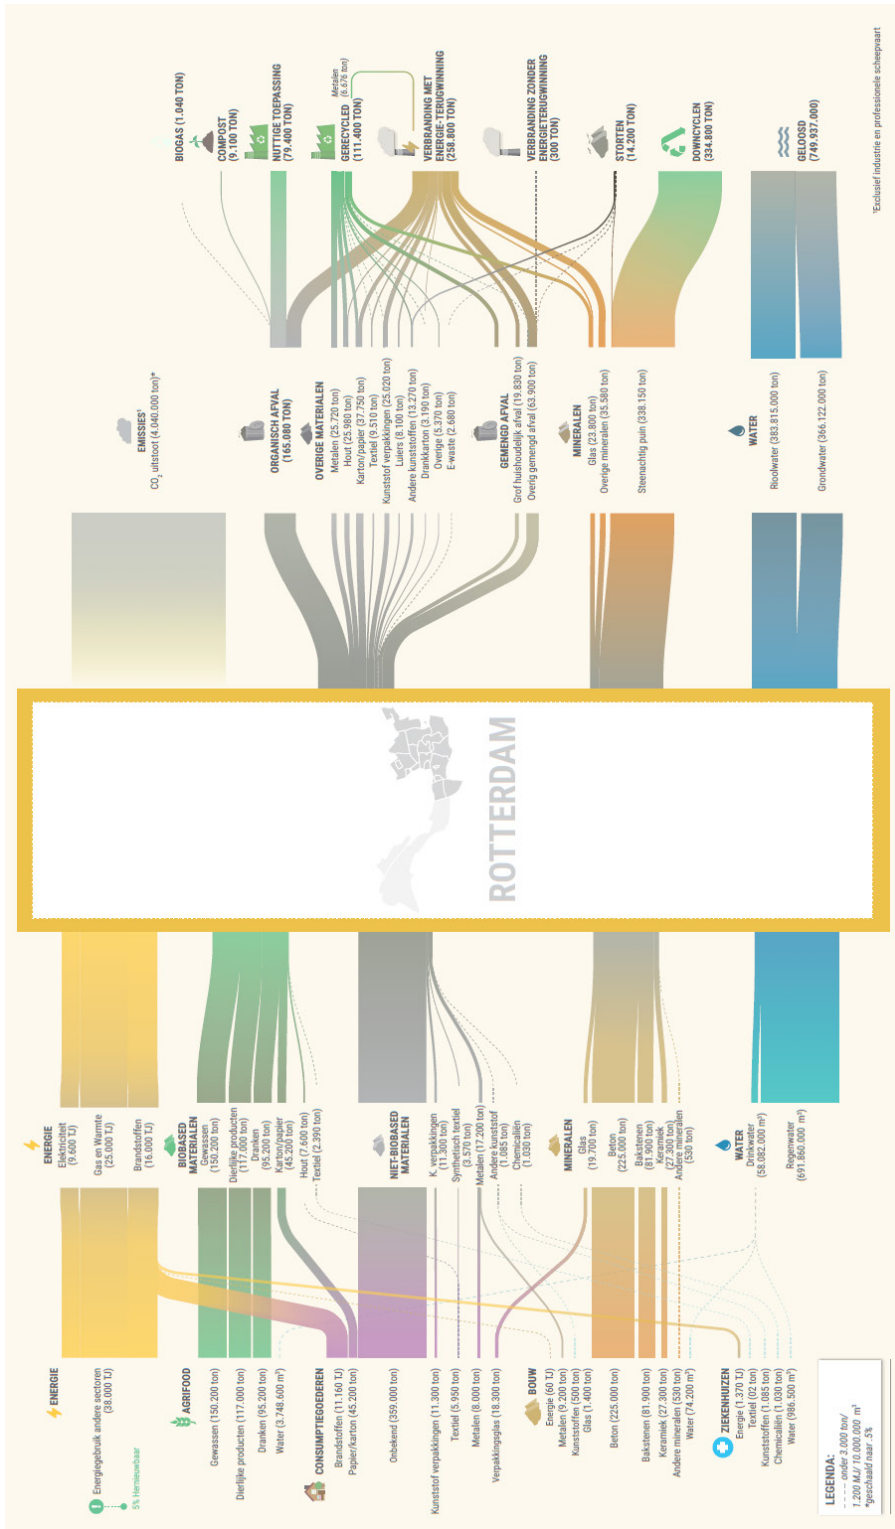 ENERGIE
Energiegebruik andere sectoren
(38.000 TJ)
5% Hernieuwbaar
AGRIFOOD
Gewassen (150.200 ton)
Dierlijke producten (117.000 ton)
Dranken (95.200 ton)
Water (3.748.600 m³)
CONSUMPTIEGOEDEREN
Brandstoffen (11.160 TJ)
Papier/karton (45.200 ton)
Onbekend (359.000 ton)
Kunststof verpakkingen (11.300 ton)
Textiel (5.950 ton)
Metalen (8.000 ton)
Verpakkingsglas (18.300 ton)
BOUW
Energie (60 TJ)
Metalen (9.200 ton)
Kunststoffen (500 ton)
Glas (1.400 ton)
Beton (225.000 ton)
Bakstenen (81.900 ton)
Keramiek (27.300 ton)
Andere mineralen (530 ton)
Water (74.200 m³)
ZIEKENHUIZEN
Energie (1.370 TJ)
Textiel (02 ton)
Kunststoffen (1.085 ton)
Chemicaliën (1.030 ton)
Water (986.500 m³)
LEGENDA:
---- onder 3.000 ton/
1.200 MJ/ 10.000.000 m³
*geschaald naar .5%
ENERGIE
Elektriciteit
(9.600 TJ)
Gas en Warmte
(25.000 TJ)
Brandstoffen
(16.000 TJ)
BIOBASED
MATERIALEN
Gewassen
(150.200 ton)
Dierlijke producten
(117.000 ton)
Dranken
(95.200 ton)
Karton/papier
(45.200 ton)
Hout (7.600 ton)
Textiel (2.390 ton)
NIET-BIOBASED
MATERIALEN
K. verpakkingen
(11.300 ton)
Synthetisch textiel
(3.570 ton)
Metalen (17.200 ton)
Andere kunststof
(1.085 ton)
Chemicaliën
(1.030 ton)
MINERALEN
Glas
(19.700 ton)
Beton
(225.000 ton)
Bakstenen
(81.900 ton)
Keramiek
(27.300 ton)
Andere mineralen
(530 ton)
WATER
Drinkwater
(58.082.000 m³)
Regenwater
(691.860.000 m³)
ROTTERDAM
EMISSIES¹
CO₂ uitstoot (4.040.000 ton)*
ORGANISCH AFVAL
(165.080 TON)
OVERIGE MATERIALEN
Metalen (25.720 ton)
Hout (25.980 ton)
Karton/papier (37.750 ton)
Textiel (9.510 ton)
Kunststof verpakkingen (25.020 ton)
Luiers (8.100 ton)
Andere kunststoffen (13.270 ton)
Drankkarton (3.190 ton)
Overige (5.370 ton)
E-waste (2.680 ton)
GEMENGD AFVAL
Grof huishoudelijk afval (19.830 ton)
Overig gemengd afval (63.900 ton)
MINERALEN
Glas (23.800 ton)
Overige mineralen (35.580 ton)
Steenachtig puin (338.150 ton)
WATER
Rioolwater (383.815.000 ton)
Grondwater (366.122.000 ton)
BIOGAS (1.040 TON)
COMPOST
(9.100 TON)
NUTTIGE TOEPASSING
(79.400 TON)
Metalen
(6.676 ton)
GERECYCLED
(111.400 TON)
VERBRANDING MET
ENERGIE-TERUGWINNING
(258.800 TON)
VERBRANDING ZONDER
ENERGIETERUGWINNING
(300 TON)
STORTEN
(14.200 TON)
DOWNCYCLEN
(334.800 TON)
GELOOSD
(749.937.000)
¹Exclusief industrie en professionele scheepvaart